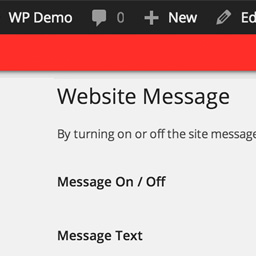 WP Demo 0 New Ed
Website Message
By turning on or off the site message
Message On / Off
Message Text